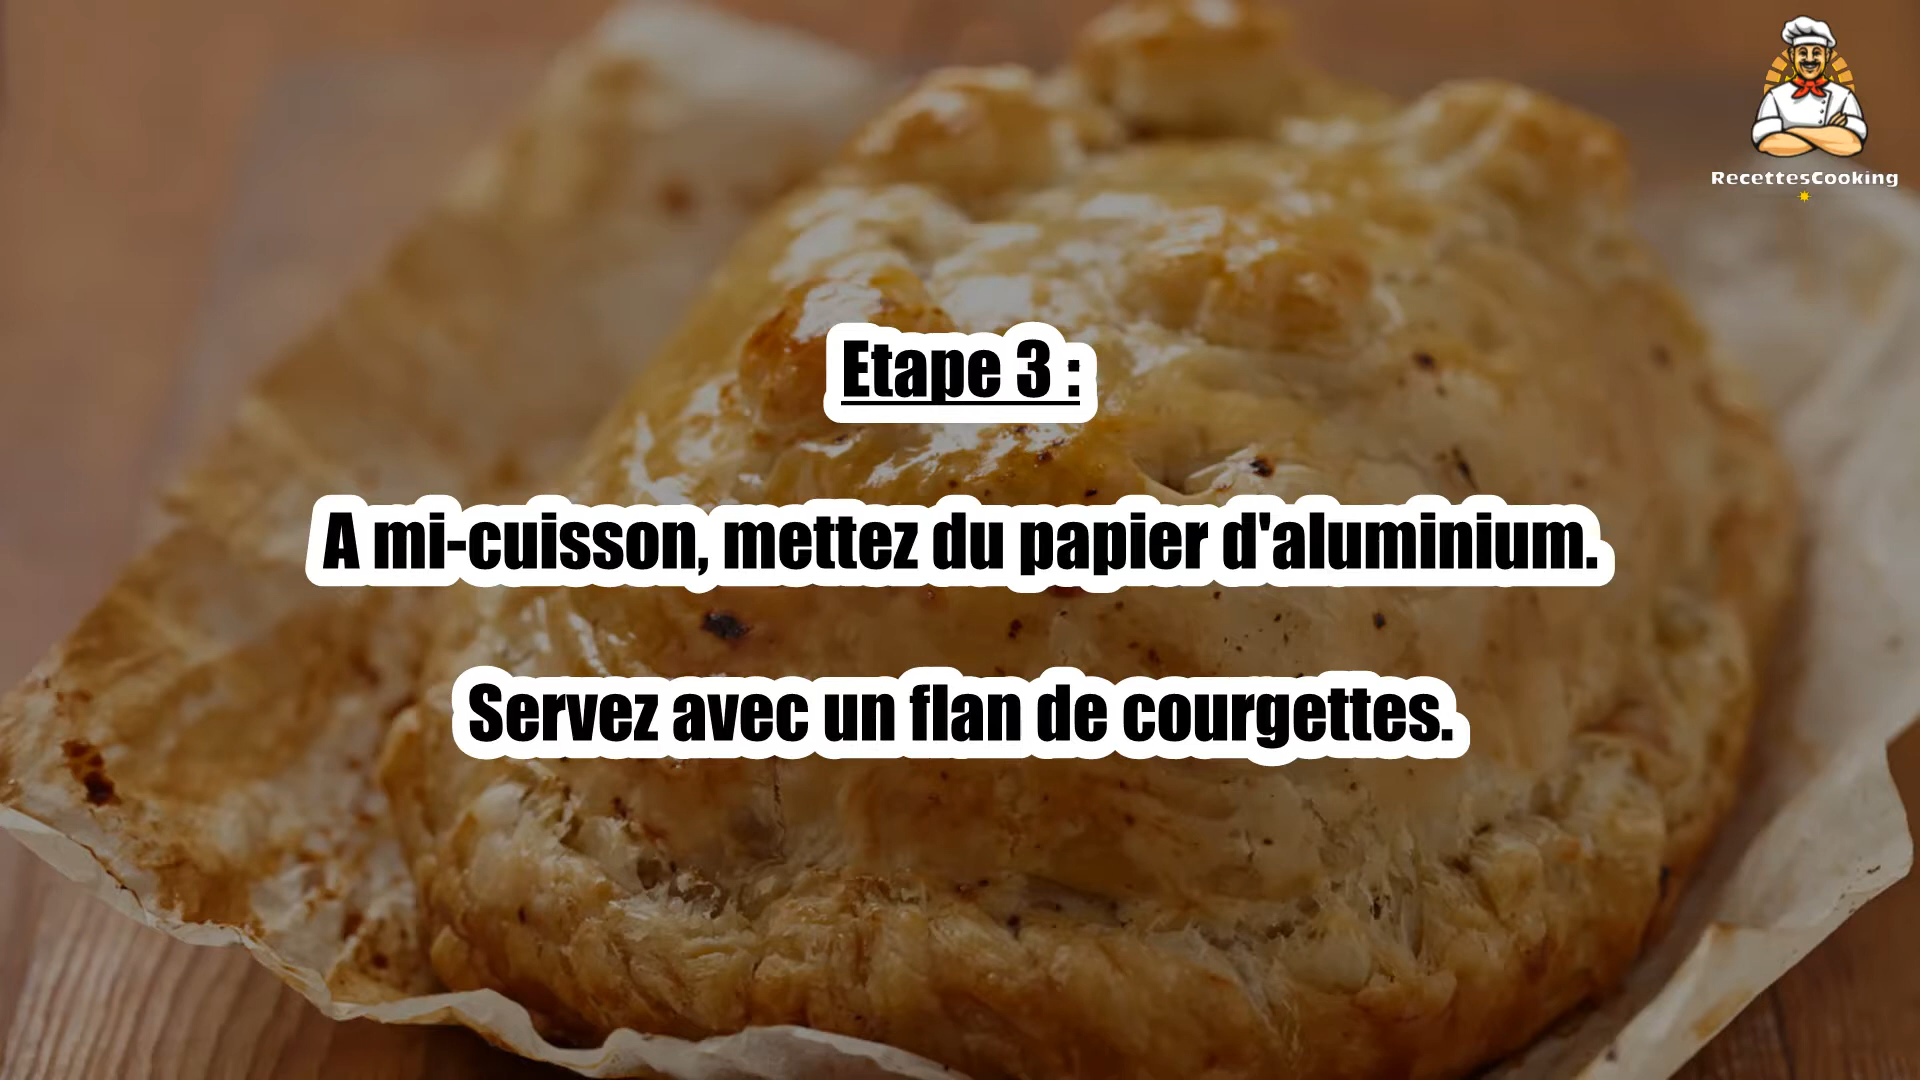 RecettesCooking
Etape 3 :
A mi-cuisson, mettez du papier d'aluminium.
Servez avec un flan de courgettes.